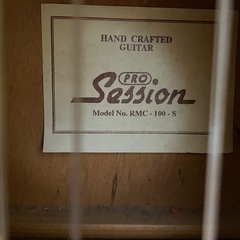 HAND CRAFTED
GUITAR
PRO
Session
Model No. RMC - 100 - S